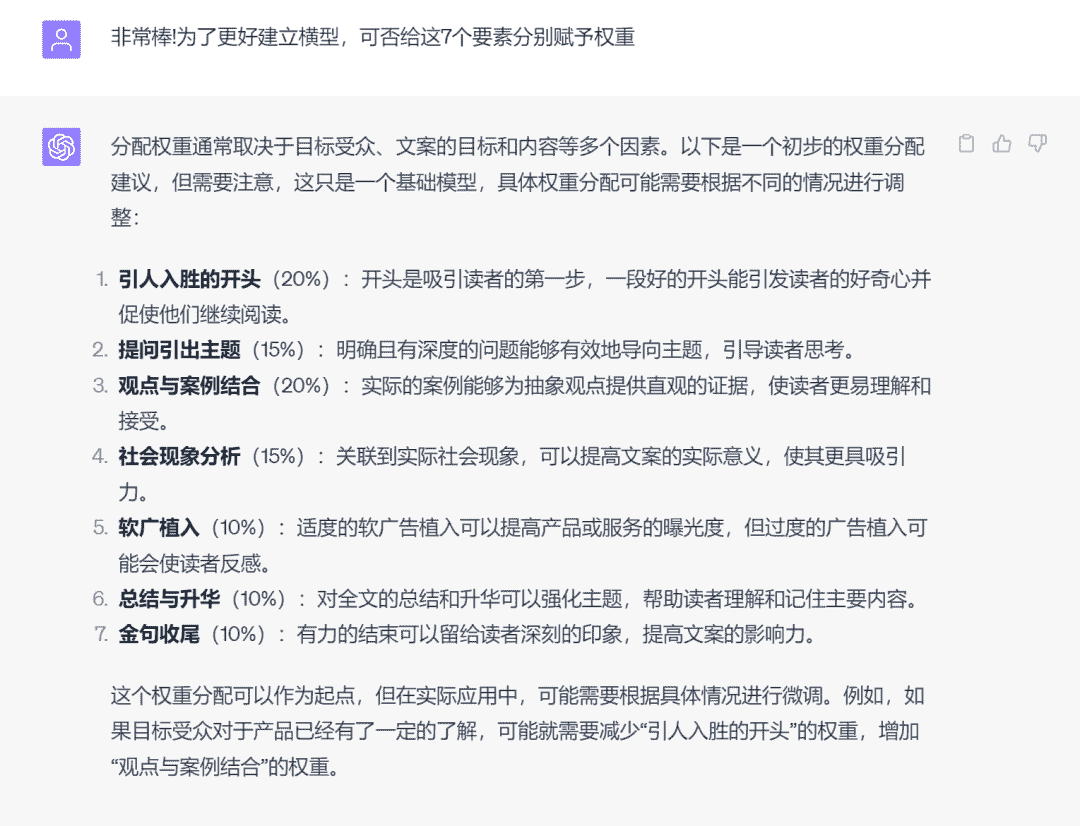 非常棒!为了更好建立横型，可否给这7个要素分别赋予权重
分配权重通常取决于目标受众、文案的目标和内容等多个因素。以下是一个初步的权重分配
建议，但需要注意，这只是一个基础模型，具体权重分配可能需要根据不同的情况进行调
整：
1. 引人入胜的开头（20%）：开头是吸引读者的第一步，一段好的开头能引发读者的好奇心并
促使他们继续阅读。
2. 提问引出主题（15%）：明确且有深度的问题能够有效地导向主题，引导读者思考。
3. 观点与案例结合（20%）：实际的案例能够为抽象观点提供直观的证据，使读者更易理解和
接受。
4. 社会现象分析（15%）：关联到实际社会现象，可以提高文案的实际意义，使其更具吸引
力。
5. 软广植入（10%）：适度的软广告植入可以提高产品或服务的曝光度，但过度的广告植入可
能会使读者反感。
6. 总结与升华（10%）：对全文的总结和升华可以强化主题，帮助读者理解和记住主要内容。
7. 金句收尾（10%）：有力的结束可以留给读者深刻的印象，提高文案的影响力。
这个权重分配可以作为起点，但在实际应用中，可能需要根据具体情况进行微调。例如，如
果目标受众对于产品已经有了一定的了解，可能就需要减少“引人入胜的开头”的权重，增加
“观点与案例结合”的权重。